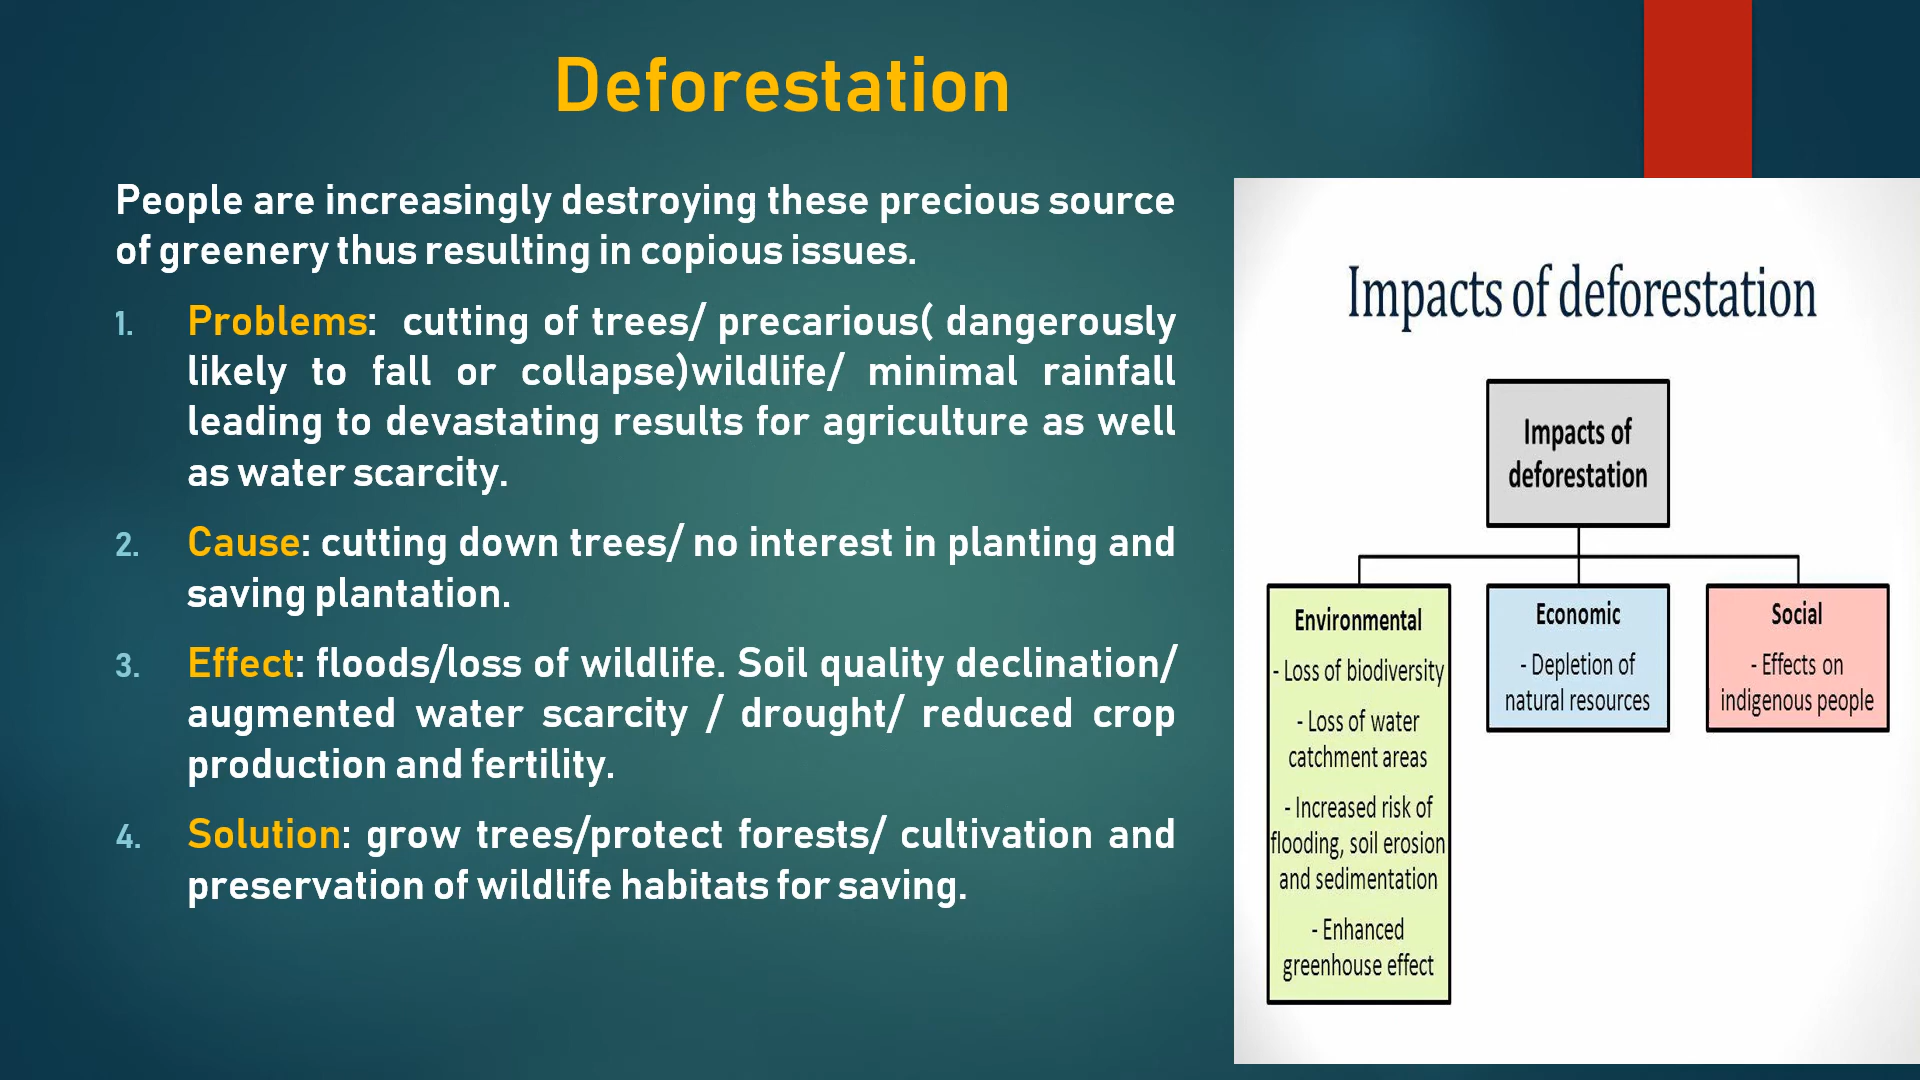 Deforestation
People are increasingly destroying these precious source
of greenery thus resulting in copious issues.
1. Problems: cutting of trees/ precarious( dangerously
likely to fall or collapse)wildlife/ minimal rainfall
leading to devastating results for agriculture as well
as water scarcity.
2. Cause: cutting down trees/ no interest in planting and
saving plantation.
3. Effect: floods/loss of wildlife. Soil quality declination/
augmented water scarcity / drought/ reduced crop
production and fertility.
4. Solution: grow trees/protect forests/ cultivation and
preservation of wildlife habitats for saving.
Impacts of deforestation
Impacts of
deforestation
Environmental
- Loss of biodiversity
- Loss of water
catchment areas
- Increased risk of
flooding, soil erosion
and sedimentation
- Enhanced
greenhouse effect
Economic
- Depletion of
natural resources
Social
- Effects on
indigenous people